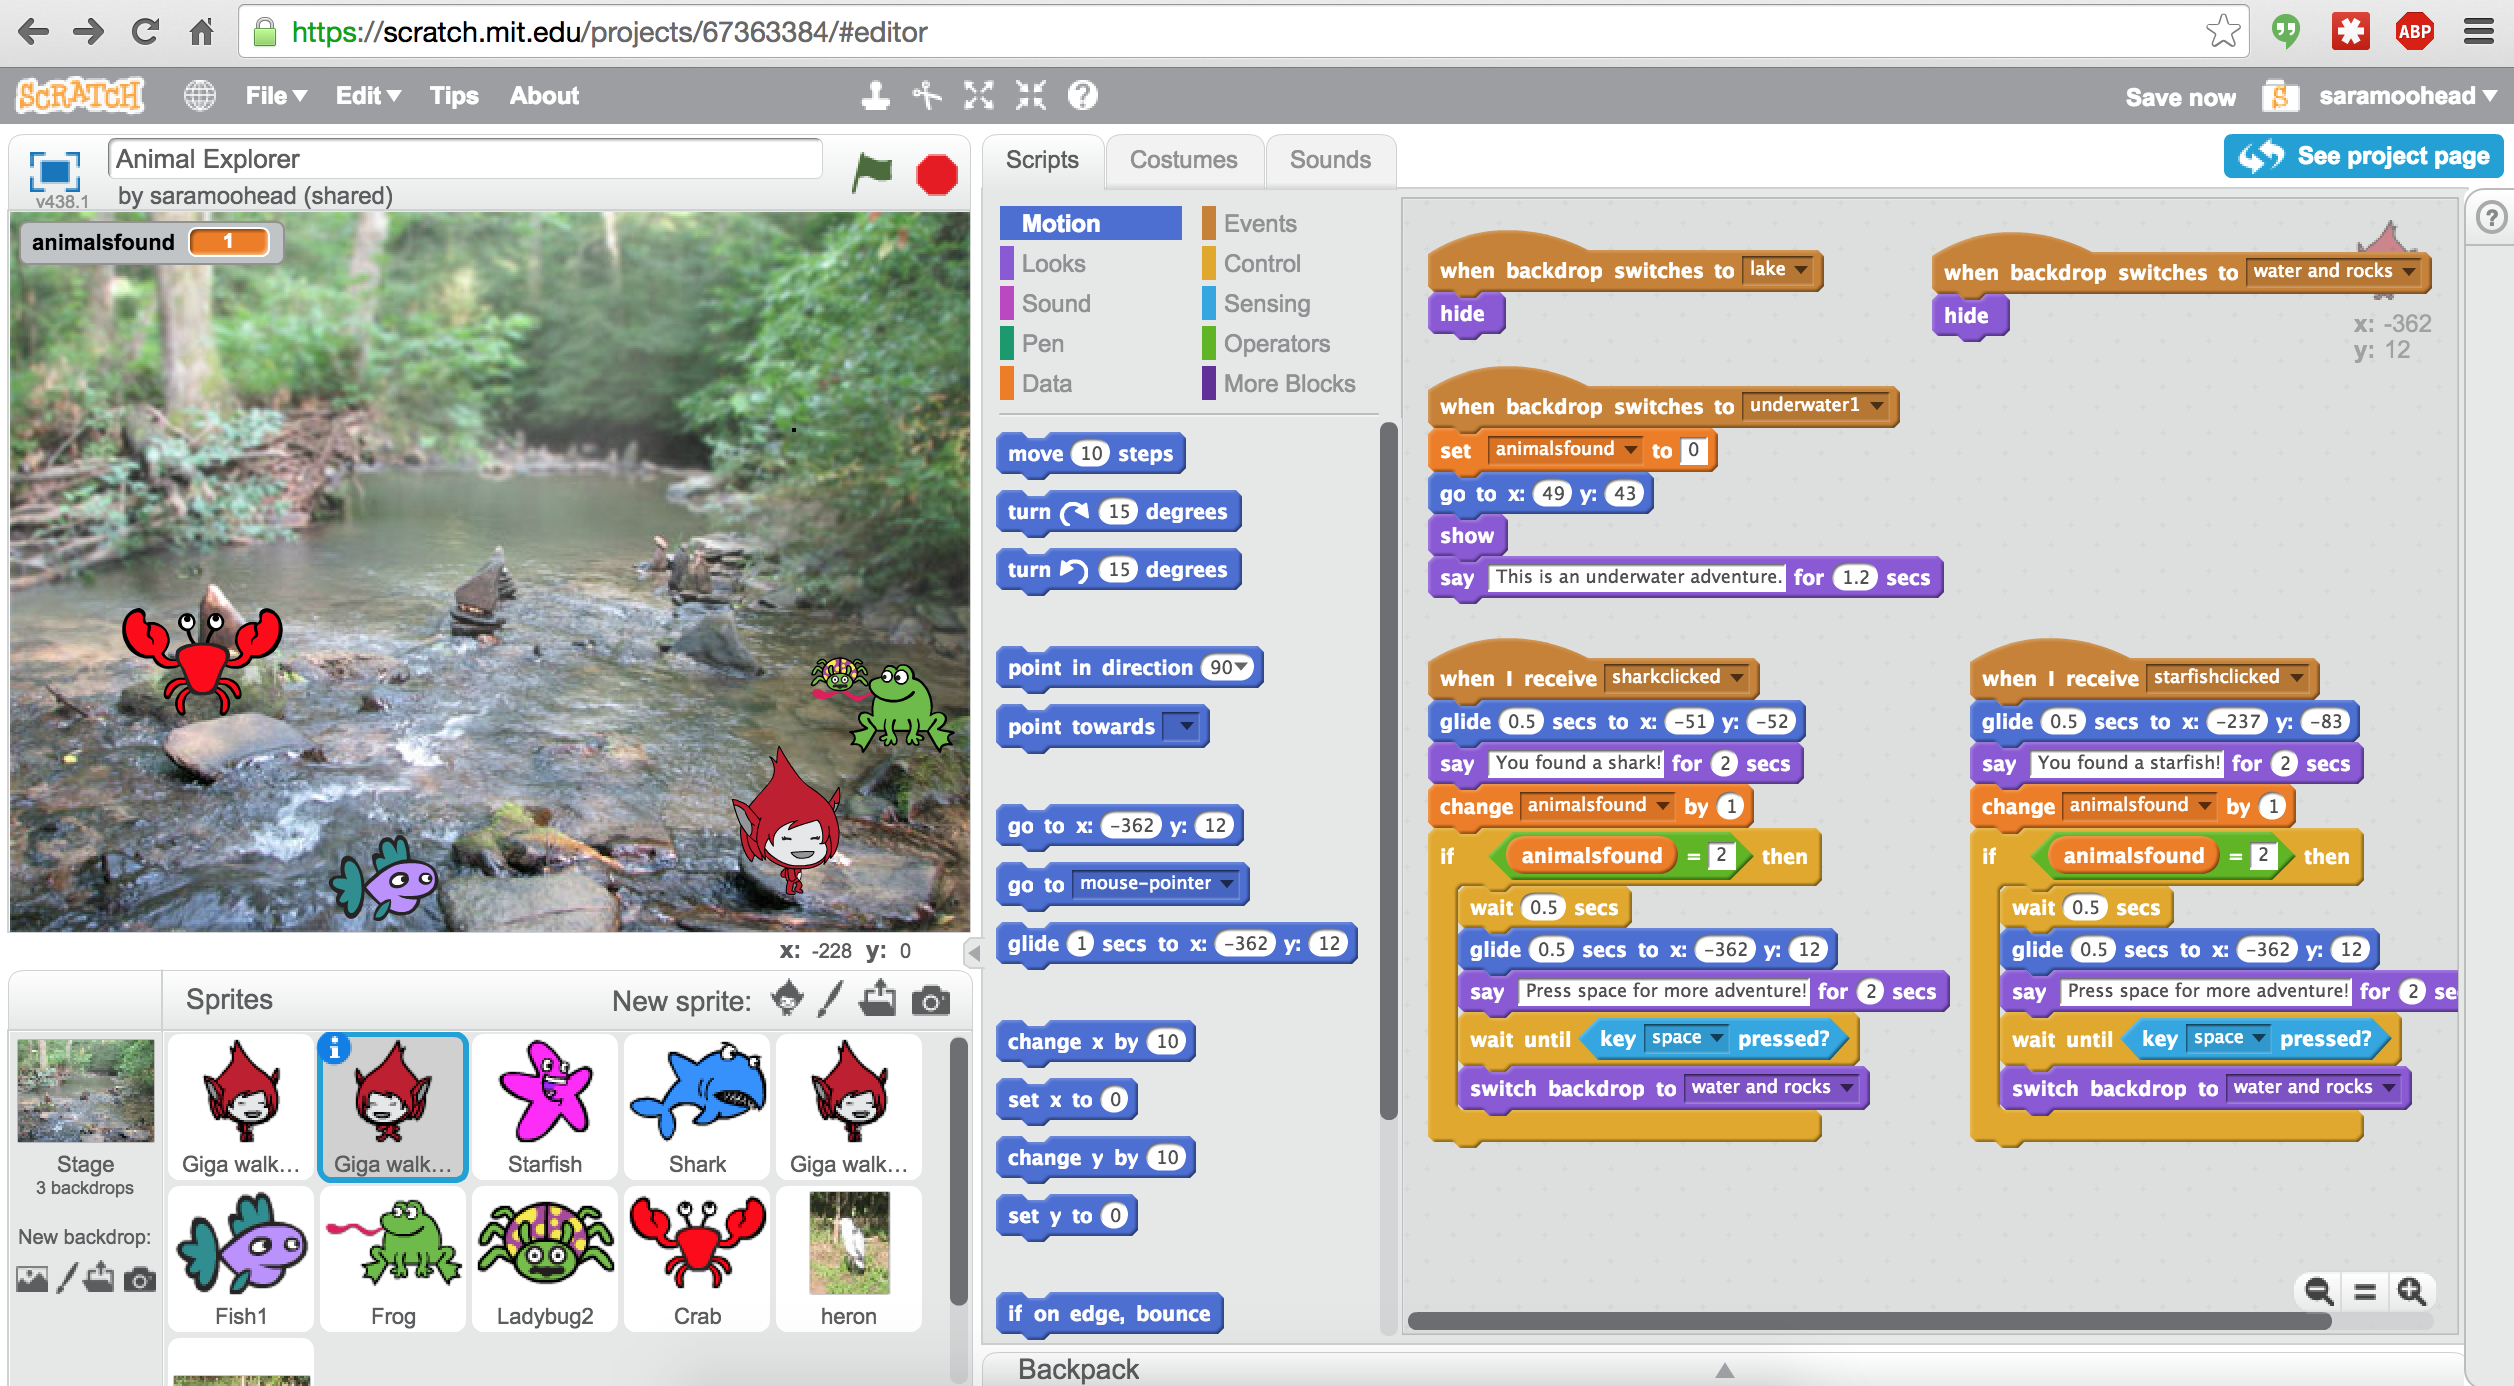 https://scratch.mit.edu/projects/67363384/#editor
ABP
SCRATCH
File
Edit
Tips
About
Save now
S
saramoohead
Animal Explorer
v438.1
by saramoohead (shared)
Scripts
Costumes
Sounds
See project page
animalsfound 1
Motion
Looks
Sound
Pen
Data
Events
Control
Sensing
Operators
More Blocks
move 10 steps
turn 15 degrees
turn 15 degrees
point in direction 90
point towards
go to x: -362 y: 12
go to mouse-pointer
glide 1 secs to x: -362 y: 12
change x by 10
set x to 0
change y by 10
set y to 0
if on edge, bounce
when backdrop switches to lake
hide
when backdrop switches to water and rocks
hide
x: -362
y: 12
when backdrop switches to underwater1
set animalsfound to 0
go to x: 49 y: 43
show
say This is an underwater adventure. for 1.2 secs
when I receive sharkclicked
glide 0.5 secs to x: -51 y: -52
say You found a shark! for 2 secs
change animalsfound by 1
if animalsfound = 2 then
wait 0.5 secs
glide 0.5 secs to x: -362 y: 12
say Press space for more adventure! for 2 secs
wait until key space pressed?
switch backdrop to water and rocks
when I receive starfishclicked
glide 0.5 secs to x: -237 y: -83
say You found a starfish! for 2 secs
change animalsfound by 1
if animalsfound = 2 then
wait 0.5 secs
glide 0.5 secs to x: -362 y: 12
say Press space for more adventure! for 2 se
wait until key space pressed?
switch backdrop to water and rocks
x: -228 y: 0
Sprites
New sprite:
Stage
3 backdrops
New backdrop:
Giga walk...
Giga walk...
Starfish
Shark
Giga walk...
Fish1
Frog
Ladybug2
Crab
heron
Backpack